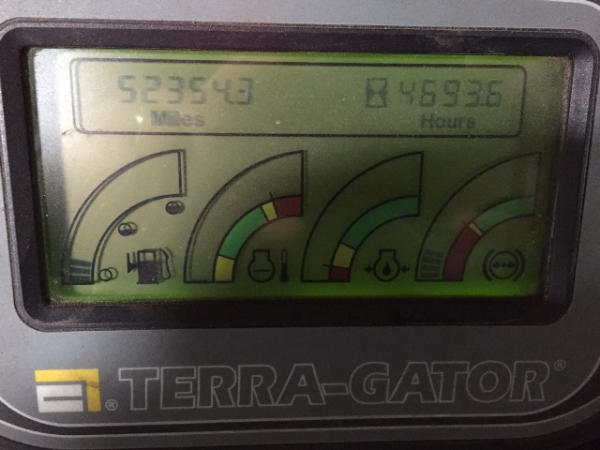 52354.3 4693.6
Miles Hours
TERRA-GATOR®